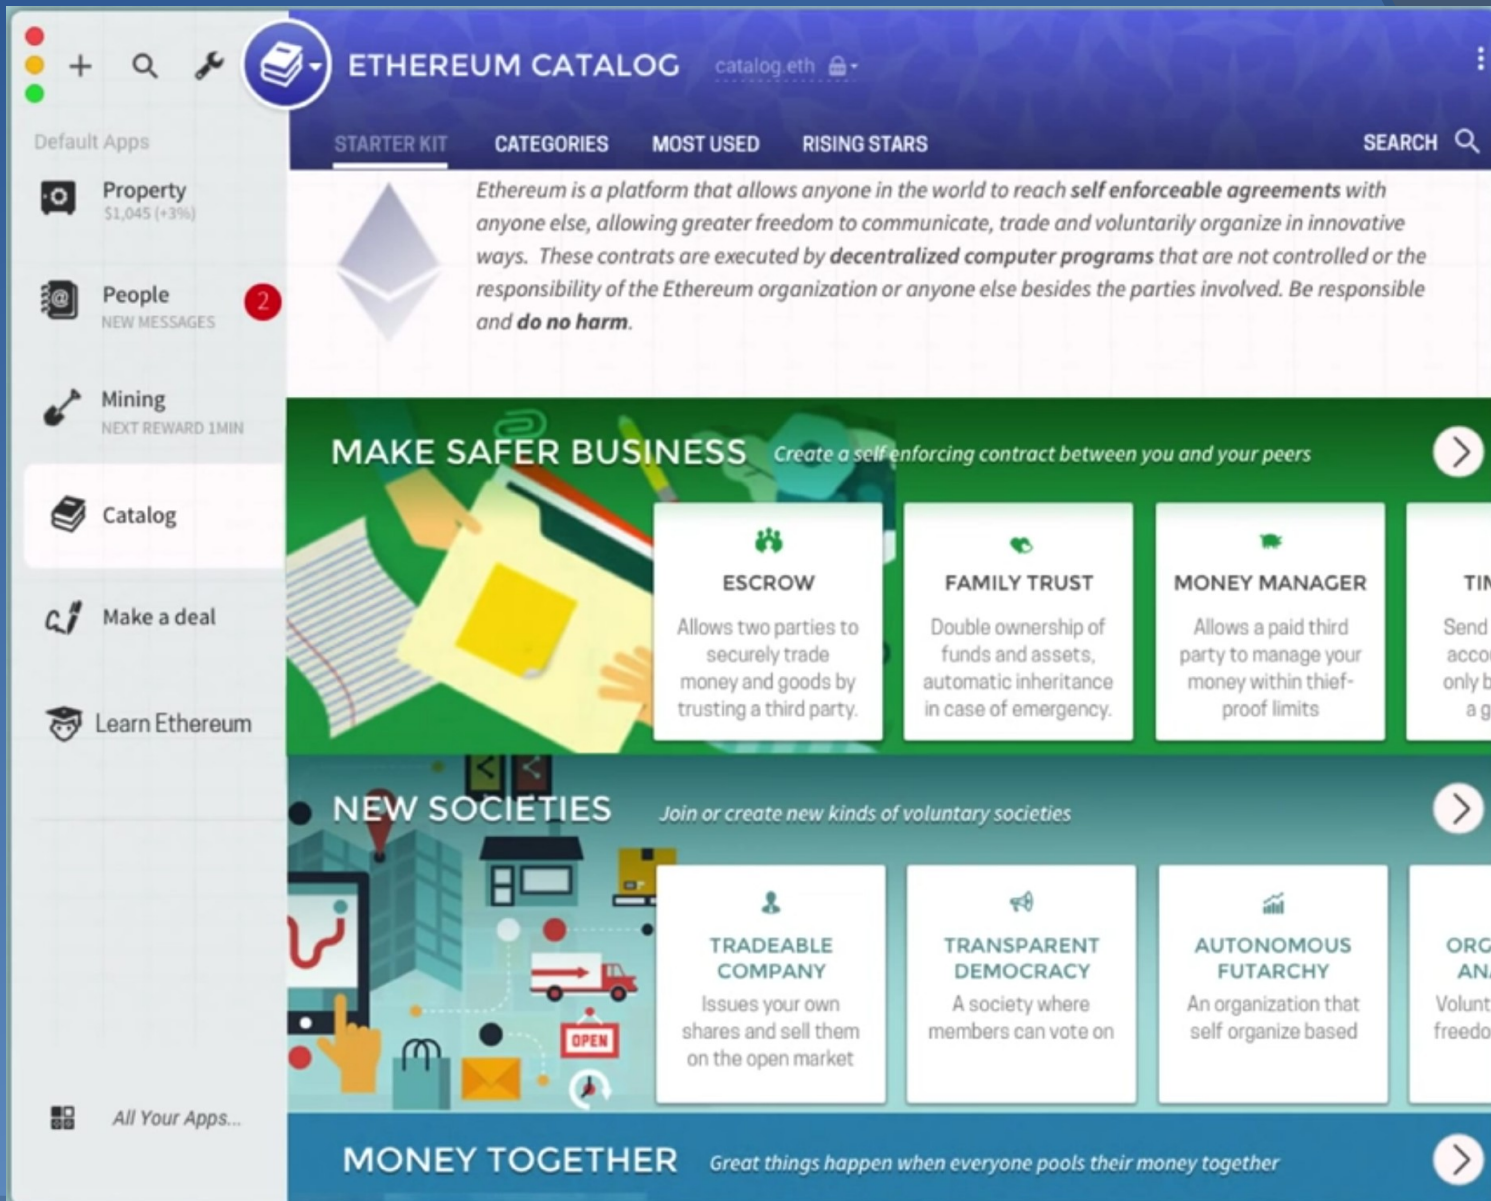 ETHEREUM CATALOG
catalog.eth
STARTER KIT
CATEGORIES
MOST USED
RISING STARS
SEARCH
Default Apps
Property
$1,045 (+3%)
People
NEW MESSAGES
2
Mining
NEXT REWARD 1MIN
Catalog
Make a deal
Learn Ethereum
All Your Apps...
Ethereum is a platform that allows anyone in the world to reach self enforceable agreements with
anyone else, allowing greater freedom to communicate, trade and voluntarily organize in innovative
ways. These contrats are executed by decentralized computer programs that are not controlled or the
responsibility of the Ethereum organization or anyone else besides the parties involved. Be responsible
and do no harm.
MAKE SAFER BUSINESS
Create a self enforcing contract between you and your peers
ESCROW
Allows two parties to
securely trade
money and goods by
trusting a third party.
FAMILY TRUST
Double ownership of
funds and assets,
automatic inheritance
in case of emergency.
MONEY MANAGER
Allows a paid third
party to manage your
money within thief-
proof limits
TIM
Send
accou
only b
a g
NEW SOCIETIES
Join or create new kinds of voluntary societies
OPEN
TRADEABLE
COMPANY
Issues your own
shares and sell them
on the open market
TRANSPARENT
DEMOCRACY
A society where
members can vote on
AUTONOMOUS
FUTARCHY
An organization that
self organize based
ORG
ANA
Volunt
freedo
MONEY TOGETHER
Great things happen when everyone pools their money together